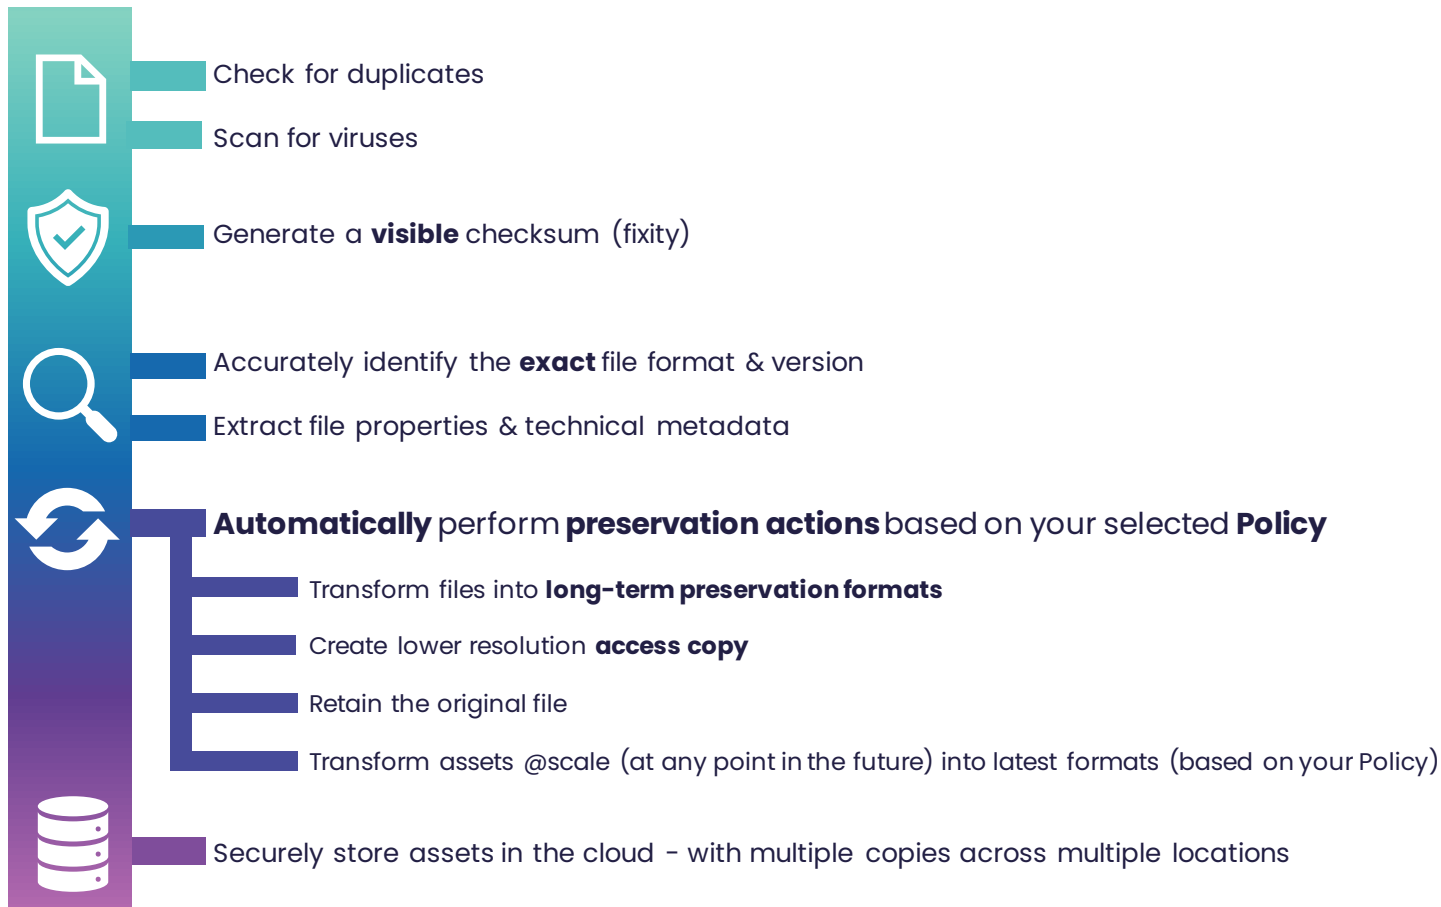 Check for duplicates
Scan for viruses
Generate a visible checksum (fixity)
Accurately identify the exact file format & version
Extract file properties & technical metadata
Automatically perform preservation actions based on your selected Policy
Transform files into long-term preservation formats
Create lower resolution access copy
Retain the original file
Transform assets @scale (at any point in the future) into latest formats (based on your Policy)
Securely store assets in the cloud - with multiple copies across multiple locations